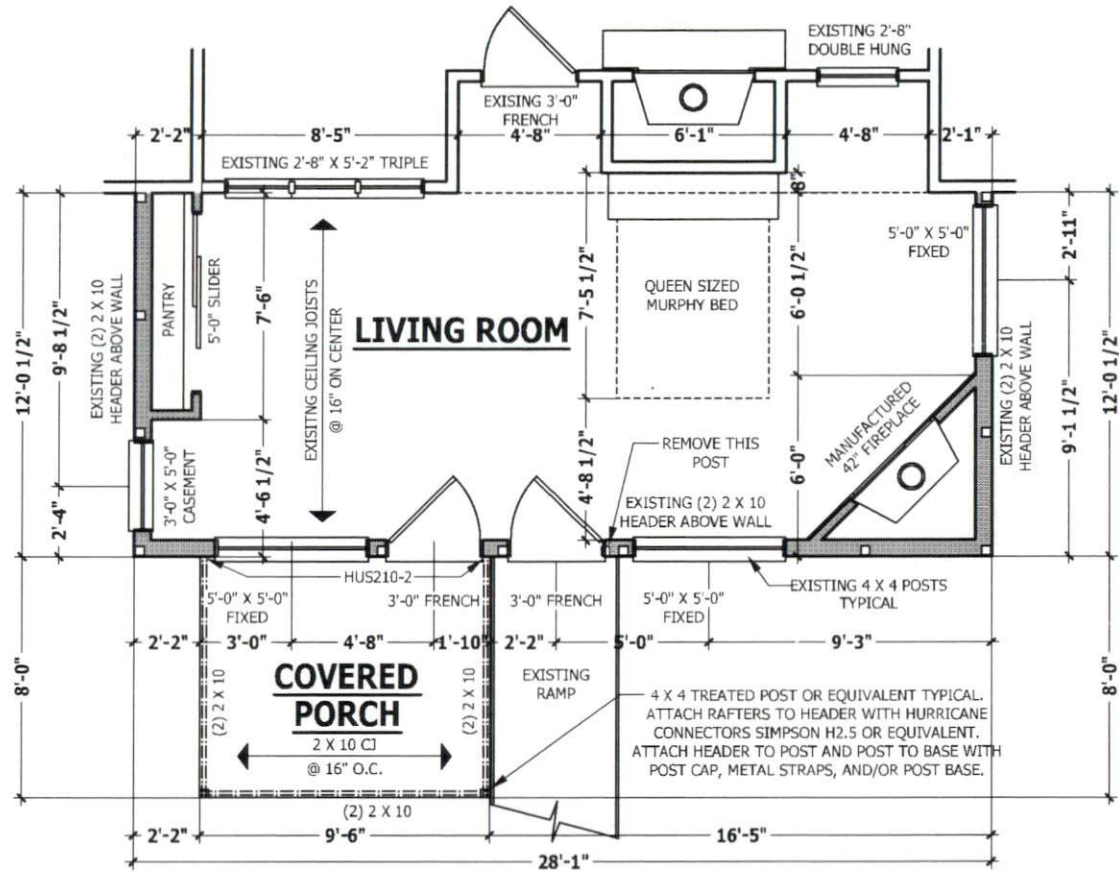 EXISTING 2'-8"
DOUBLE HUNG
EXISING 3'-0"
FRENCH
2'-2"
8'-5"
4'-8"
6'-1"
4'-8"
2'-1"
EXISTING 2'-8" X 5'-2" TRIPLE
8"
12'-0 1/2"
9'-8 1/2"
2'-4"
EXISTING (2) 2 X 10
HEADER ABOVE WALL
PANTRY
5'-0" SLIDER
3'-0" X 5'-0"
CASEMENT
7'-6"
4'-6 1/2"
EXISITING CEILING JOISTS
@ 16" ON CENTER
LIVING ROOM
7'-5 1/2"
4'-8 1/2"
QUEEN SIZED
MURPHY BED
6'-0 1/2"
6'-0"
5'-0" X 5'-0"
FIXED
2'-11"
9'-1 1/2"
12'-0 1/2"
EXISTING (2) 2 X 10
HEADER ABOVE WALL
MANUFACTURED
42" FIREPLACE
REMOVE THIS
POST
EXISTING (2) 2 X 10
HEADER ABOVE WALL
HUS210-2
EXISTING 4 X 4 POSTS
TYPICAL
5'-0" X 5'-0"
FIXED
3'-0" FRENCH
3'-0" FRENCH
5'-0" X 5'-0"
FIXED
2'-2"
3'-0"
4'-8"
1'-10"
2'-2"
5'-0"
9'-3"
8'-0"
8'-0"
COVERED
PORCH
(2) 2 X 10
(2) 2 X 10
2 X 10 CJ
@ 16" O.C.
(2) 2 X 10
EXISTING
RAMP
4 X 4 TREATED POST OR EQUIVALENT TYPICAL.
ATTACH RAFTERS TO HEADER WITH HURRICANE
CONNECTORS SIMPSON H2.5 OR EQUIVALENT.
ATTACH HEADER TO POST AND POST TO BASE WITH
POST CAP, METAL STRAPS, AND/OR POST BASE.
2'-2"
9'-6"
16'-5"
28'-1"